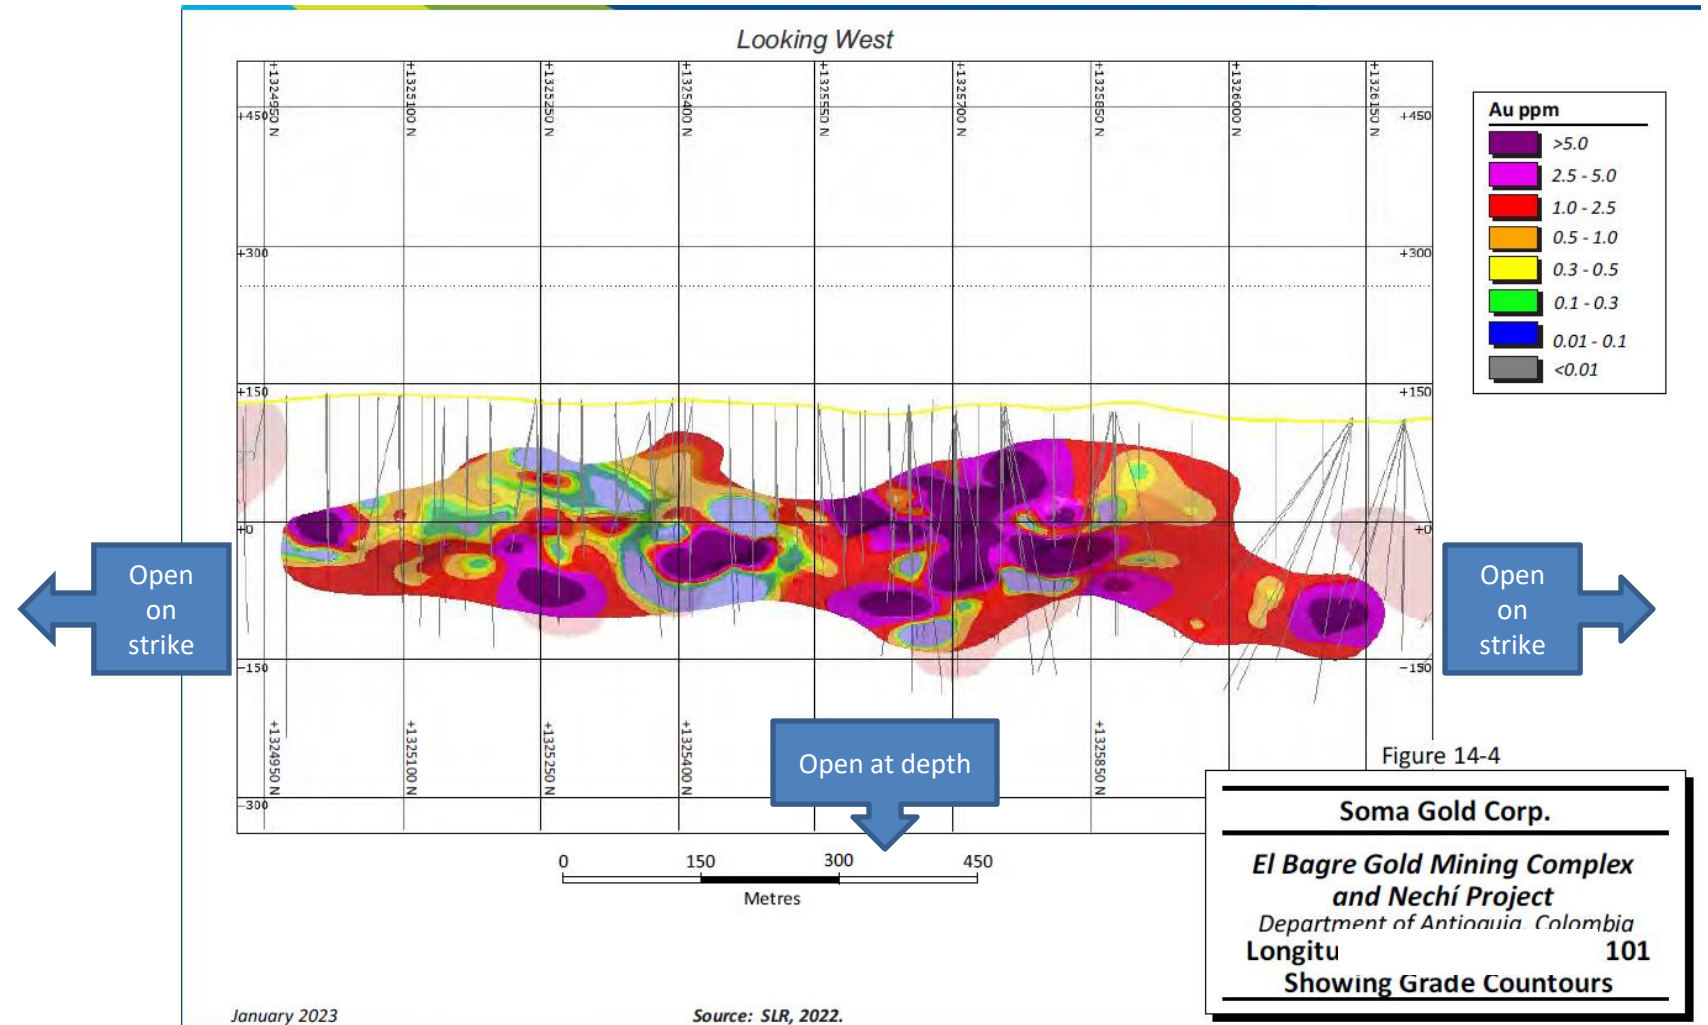 Looking West
+1324950 N
+1325100 N
+1325250 N
+1325400 N
+1325550 N
+1325700 N
+1325850 N
+1326000 N
+1326150 N
+450
+450
+300
+300
+150
+150
+0
+0
−150
−150
−300
+1324950 N
+1325100 N
+1325250 N
+1325400 N
+1325850 N
Au ppm
>5.0
2.5 - 5.0
1.0 - 2.5
0.5 - 1.0
0.3 - 0.5
0.1 - 0.3
0.01 - 0.1
<0.01
Open
on
strike
Open
on
strike
Open at depth
0 150 300 450
Metres
Figure 14-4
Soma Gold Corp.
El Bagre Gold Mining Complex
and Nechí Project
Department of Antioquia, Colombia
Longitu 101
Showing Grade Countours
January 2023
Source: SLR, 2022.